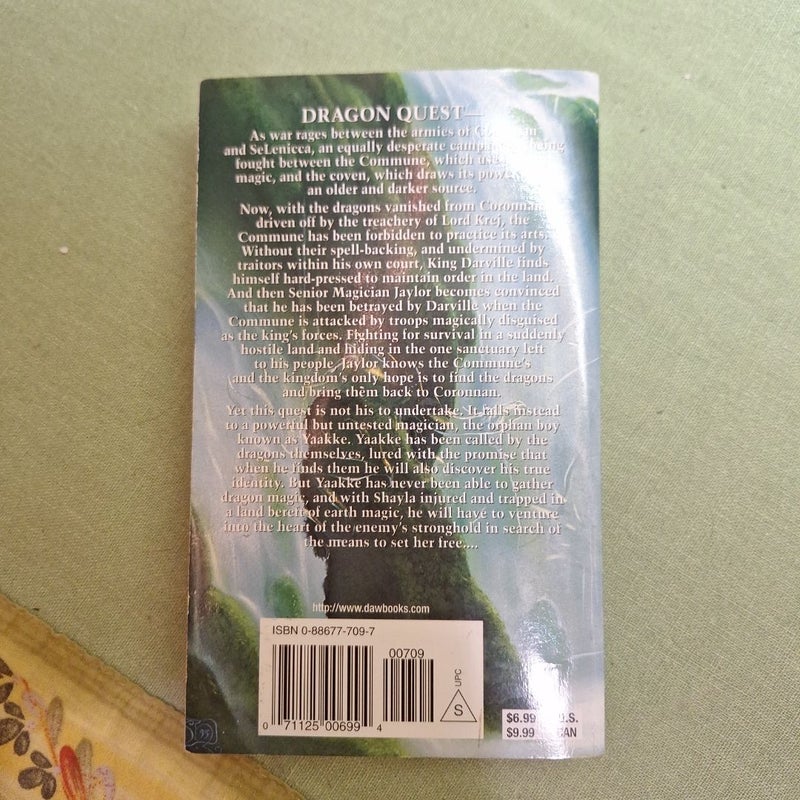 DRAGON QUEST—
As war rages between the armies of
and SeLenicca, an equally desperate being
fought between the Commune, which
magic, and the coven, which draws its power
an older and darker source.
Now, with the dragons vanished from Coronnan,
driven off by the treachery of Lord Krej, the
Commune has been forbidden to practice its arts.
Without their spell-backing, and undermined by
traitors within his own court, King Darville finds
himself hard-pressed to maintain order in the land.
And then Senior Magician Jaylor becomes convinced
that he has been betrayed by Darville when the
Commune is attacked by troops magically disguised
as the king's forces. Fighting for survival in a suddenly
hostile land and hiding in the one sanctuary left
to his people, Jaylor knows the Commune's
and the kingdom's only hope is to find the dragons
and bring them back to Coronnan.
Yet this quest is not his to undertake. It falls instead
to a powerful but untested magician, the orphan boy
known as Yaakke. Yaakke has been called by the
dragons themselves, lured with the promise that
when he finds them he will also discover his true
identity. But Yaakke has never been able to gather
dragon magic, and with Shayla injured and trapped in
a land bereft of earth magic, he will have to venture
into the heart of the enemy's stronghold in search of
the means to set her free....
http://www.dawbooks.com
ISBN 0-88677-709-7
00709
UPC
S
0 71125 00699 4
$6.99 U.S.
$9.99 CAN